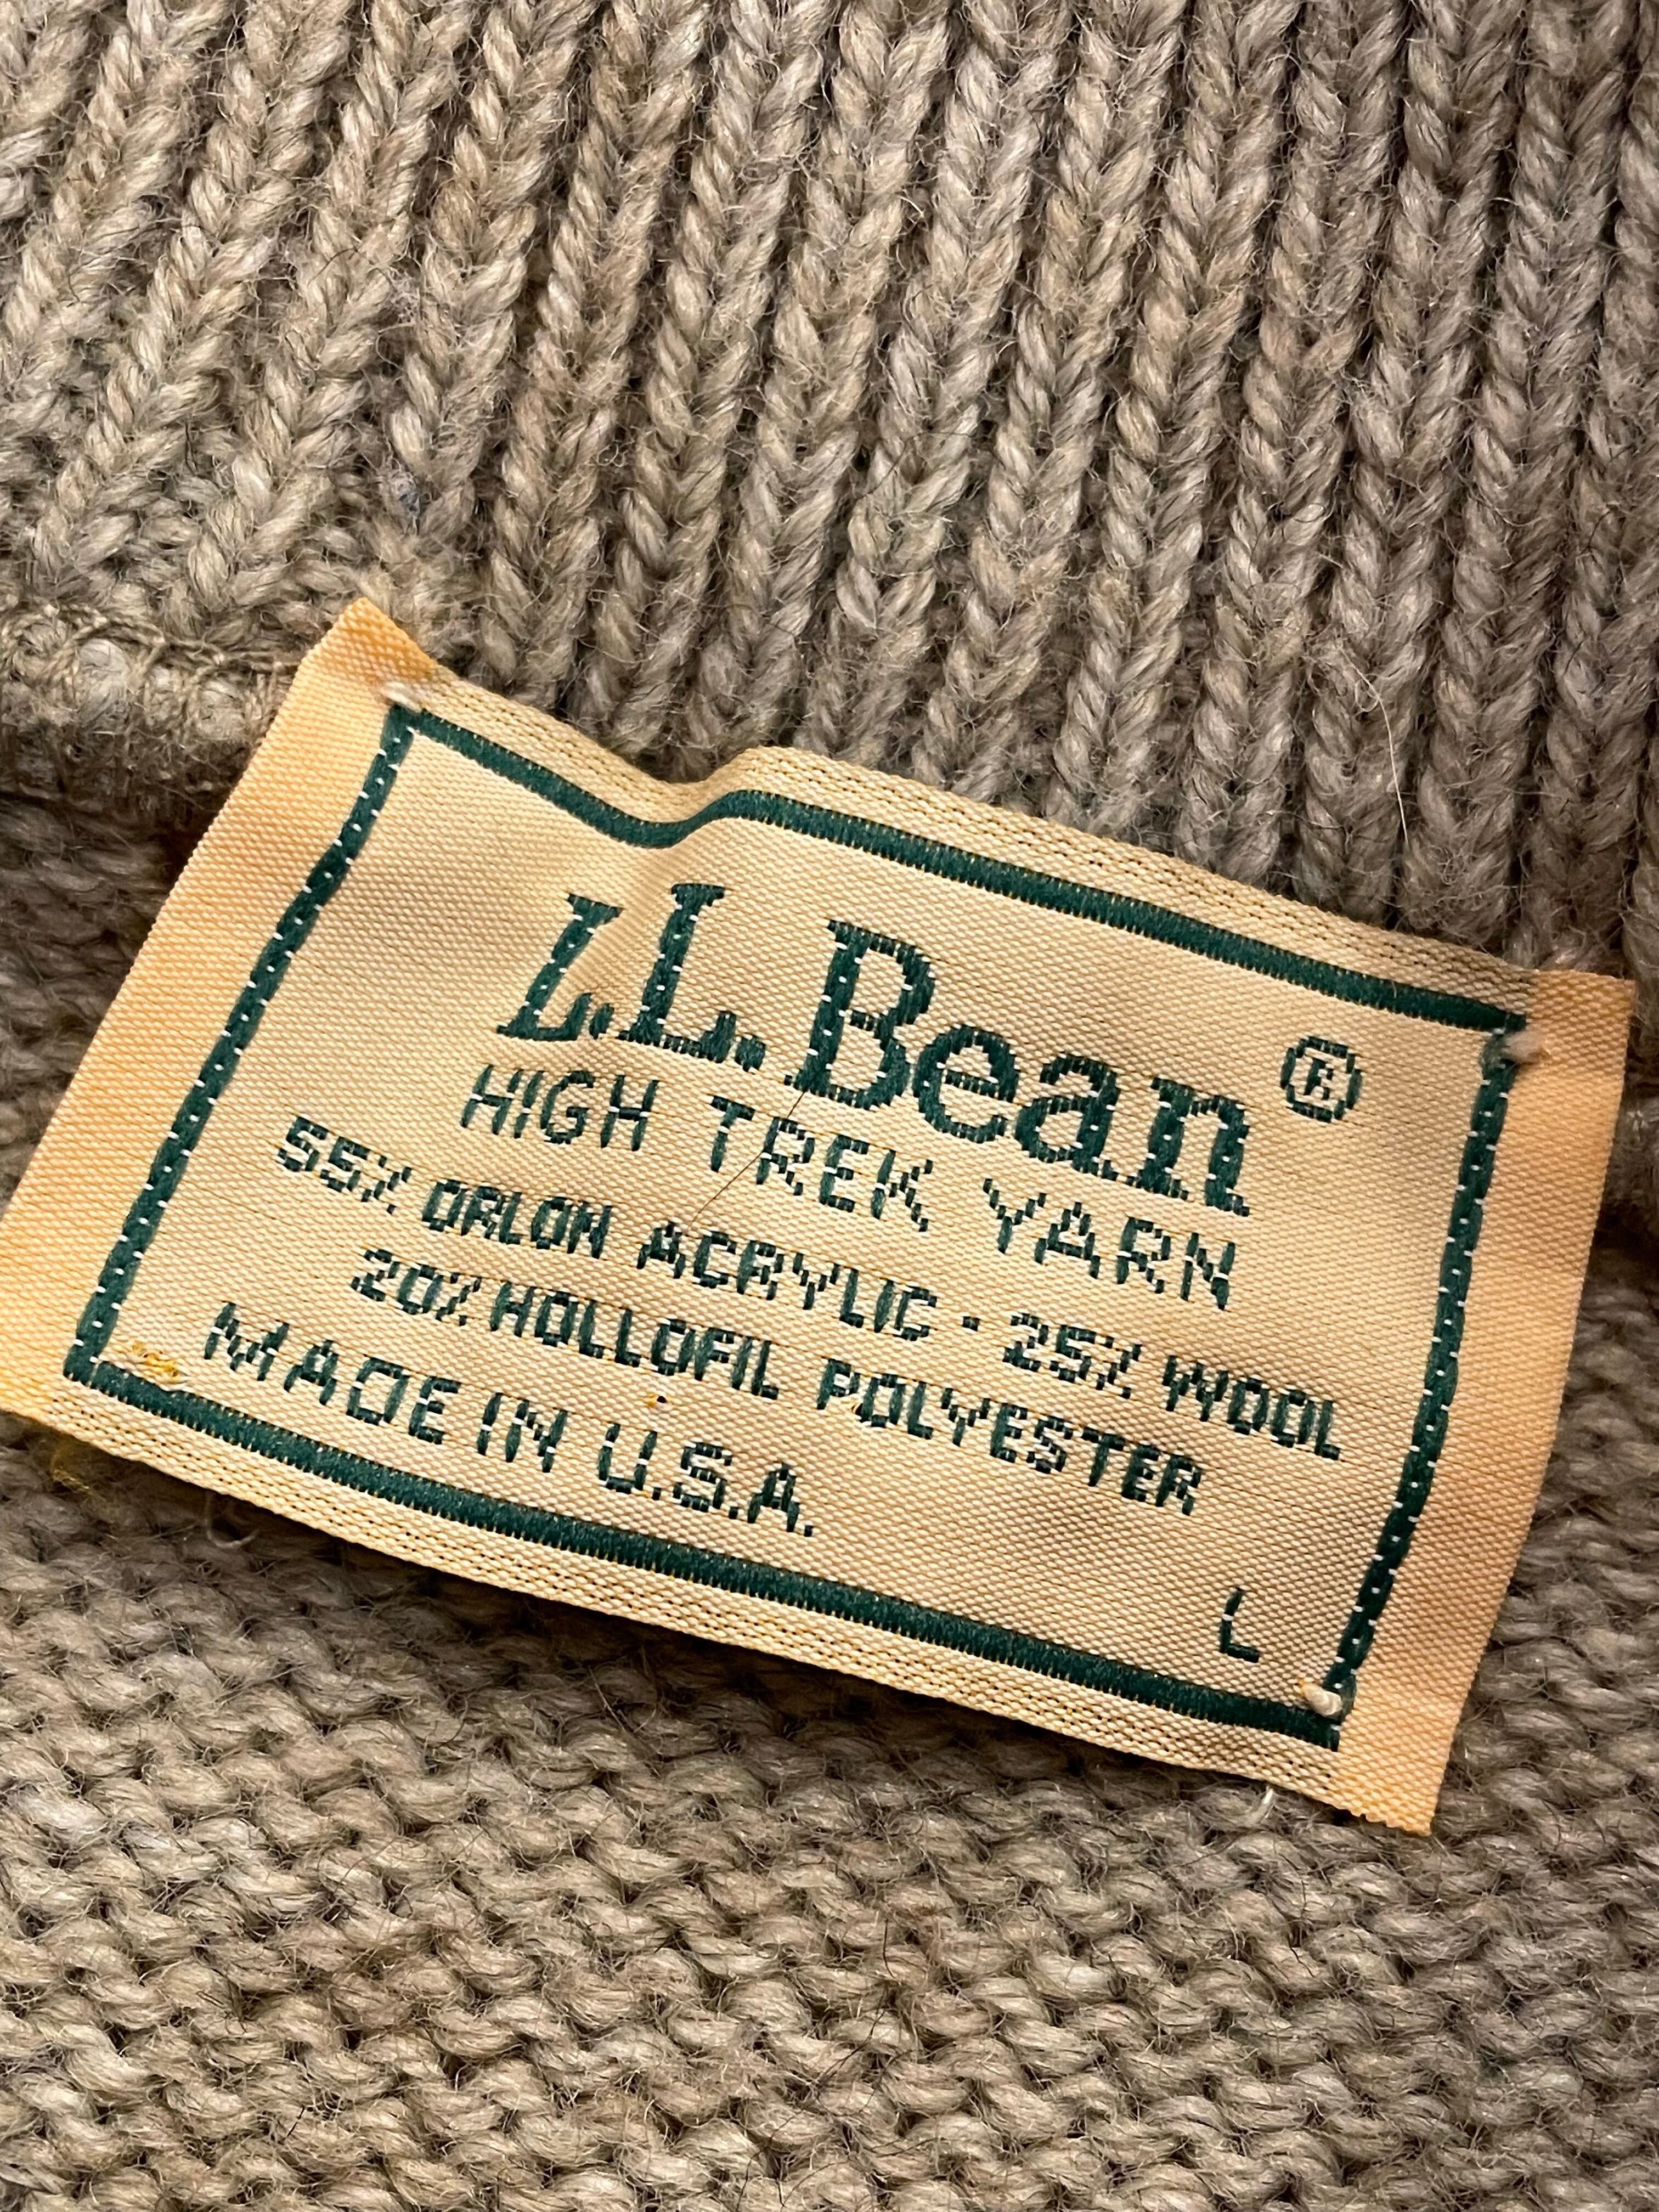 L.L.Bean®
HIGH TREK YARN
55% ORLON ACRYLIC · 25% WOOL
20% HOLLOFIL POLYESTER
MADE IN U.S.A.
L